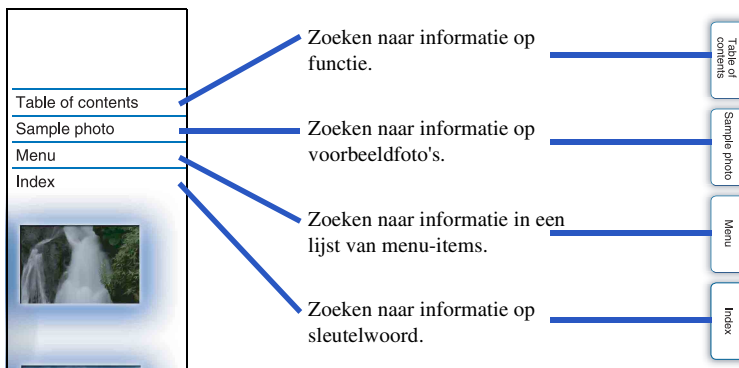 Table of contents
Sample photo
Menu
Index
Zoeken naar informatie op
functie.
Zoeken naar informatie op
voorbeeldfoto's.
Zoeken naar informatie in een
lijst van menu-items.
Zoeken naar informatie op
sleutelwoord.
Table of
contents
Sample photo
Menu
Index